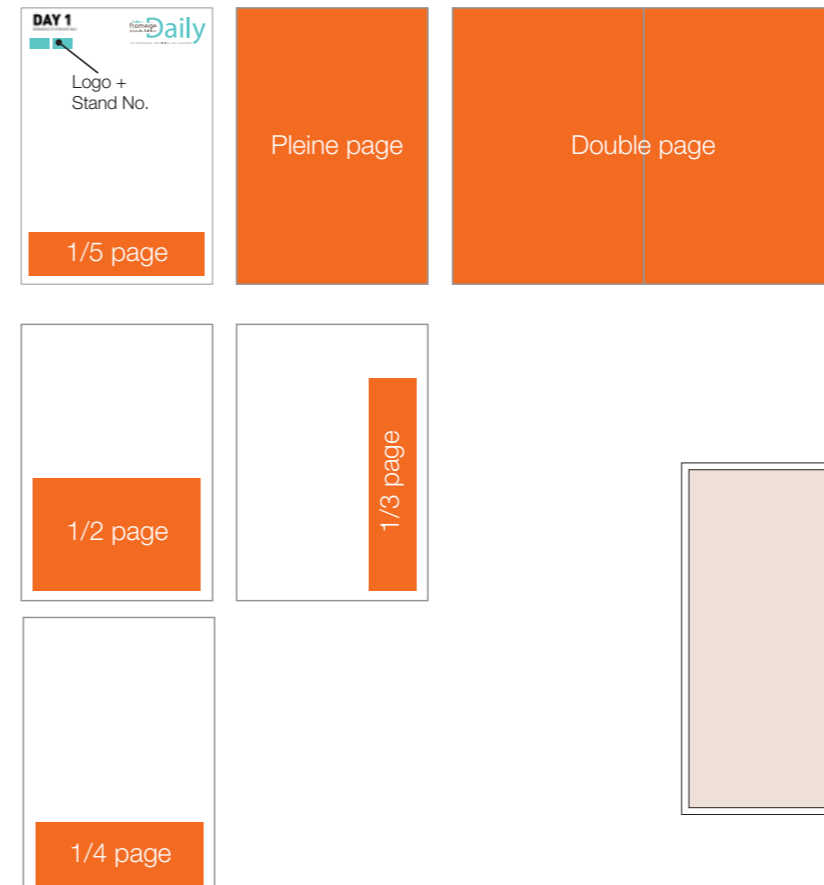 DAY 1
fromage
Daily
Logo +
Stand No.
1/5 page
Pleine page
Double page
1/2 page
1/3 page
1/4 page